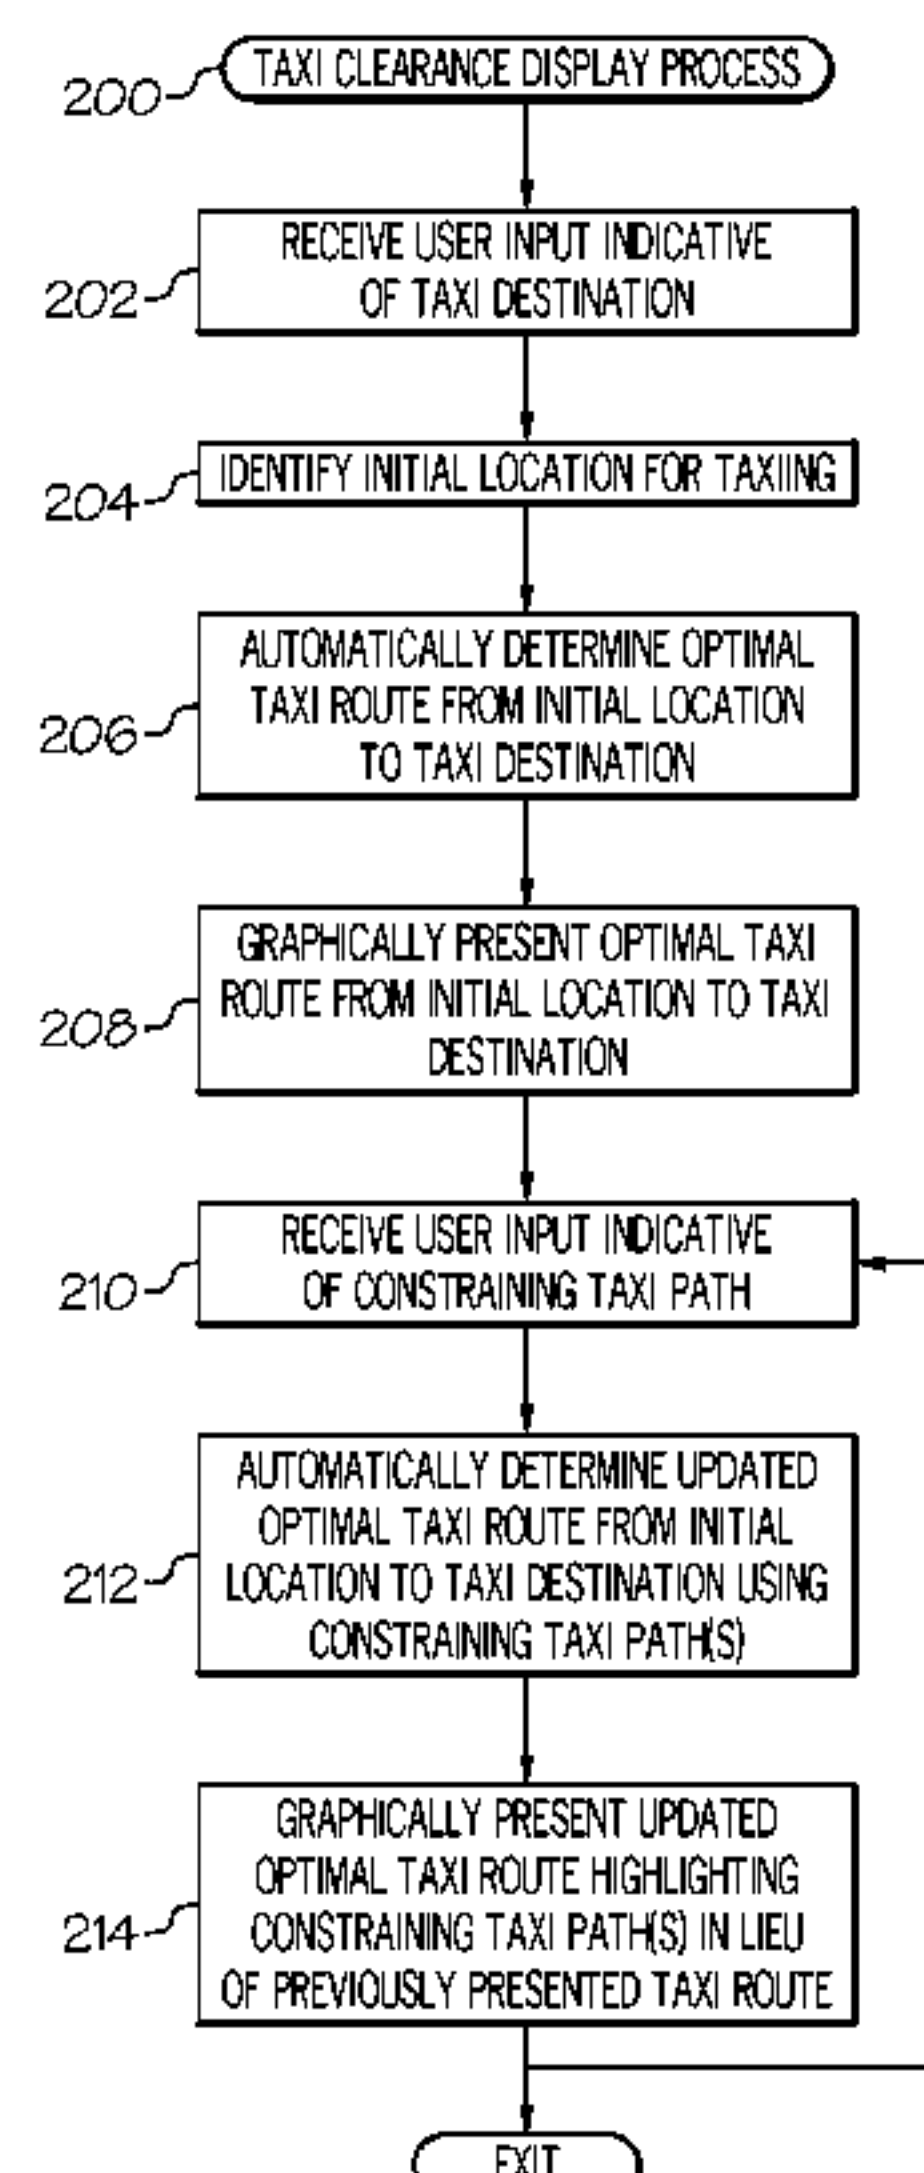 200
TAXI CLEARANCE DISPLAY PROCESS
202
RECEIVE USER INPUT INDICATIVE
OF TAXI DESTINATION
204
IDENTIFY INITIAL LOCATION FOR TAXIING
206
AUTOMATICALLY DETERMINE OPTIMAL
TAXI ROUTE FROM INITIAL LOCATION
TO TAXI DESTINATION
208
GRAPHICALLY PRESENT OPTIMAL TAXI
ROUTE FROM INITIAL LOCATION TO TAXI
DESTINATION
210
RECEIVE USER INPUT INDICATIVE
OF CONSTRAINING TAXI PATH
212
AUTOMATICALLY DETERMINE UPDATED
OPTIMAL TAXI ROUTE FROM INITIAL
LOCATION TO TAXI DESTINATION USING
CONSTRAINING TAXI PATH(S)
214
GRAPHICALLY PRESENT UPDATED
OPTIMAL TAXI ROUTE HIGHLIGHTING
CONSTRAINING TAXI PATH(S) IN LIEU
OF PREVIOUSLY PRESENTED TAXI ROUTE
EXIT